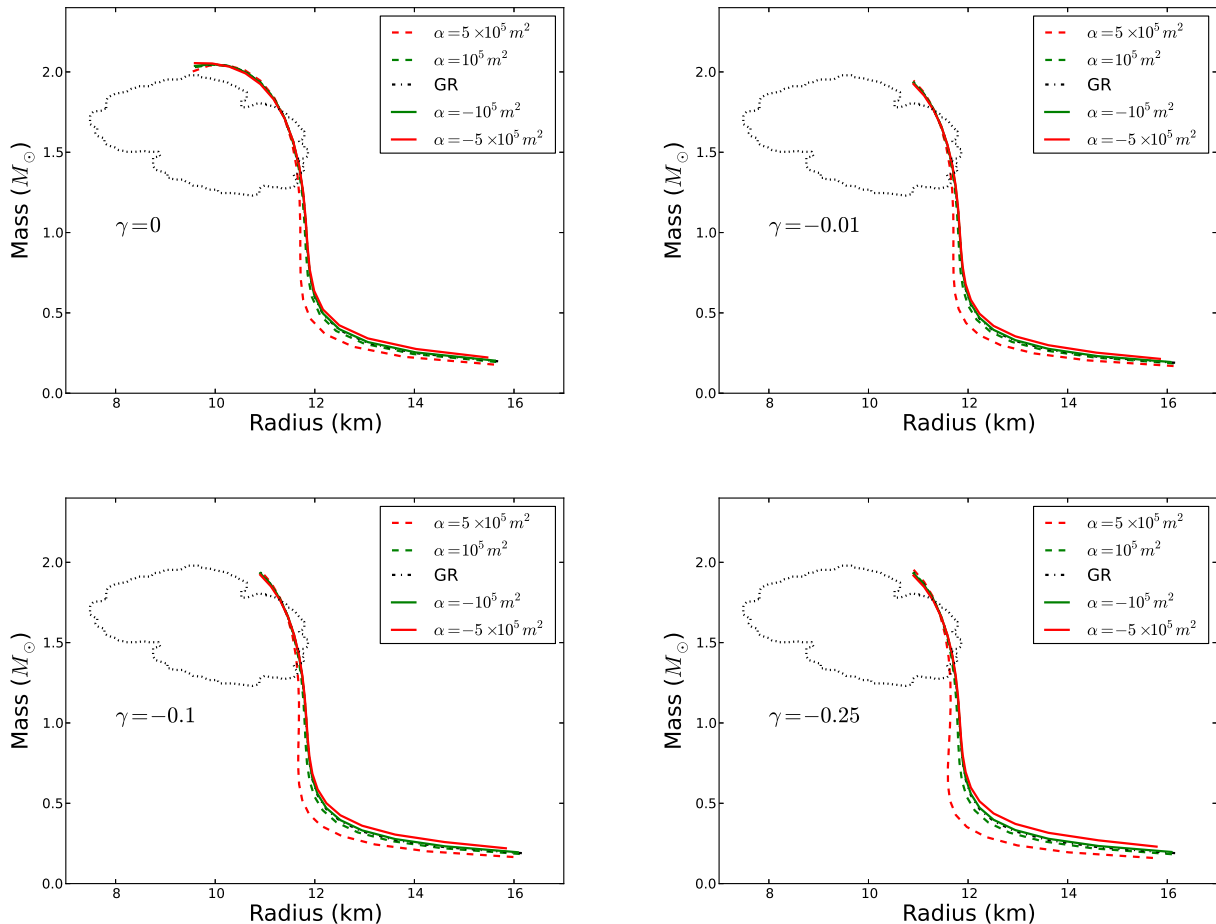 α=5×10⁵ m²
α=10⁵ m²
GR
α=−10⁵ m²
α=−5×10⁵ m²
2.0
1.5
1.0
0.5
0.0
Mass (M⊙)
γ=0
8 10 12 14 16
Radius (km)
α=5×10⁵ m²
α=10⁵ m²
GR
α=−10⁵ m²
α=−5×10⁵ m²
2.0
1.5
1.0
0.5
0.0
Mass (M⊙)
γ=−0.01
8 10 12 14 16
Radius (km)
α=5×10⁵ m²
α=10⁵ m²
GR
α=−10⁵ m²
α=−5×10⁵ m²
2.0
1.5
1.0
0.5
0.0
Mass (M⊙)
γ=−0.1
8 10 12 14 16
Radius (km)
α=5×10⁵ m²
α=10⁵ m²
GR
α=−10⁵ m²
α=−5×10⁵ m²
2.0
1.5
1.0
0.5
0.0
Mass (M⊙)
γ=−0.25
8 10 12 14 16
Radius (km)